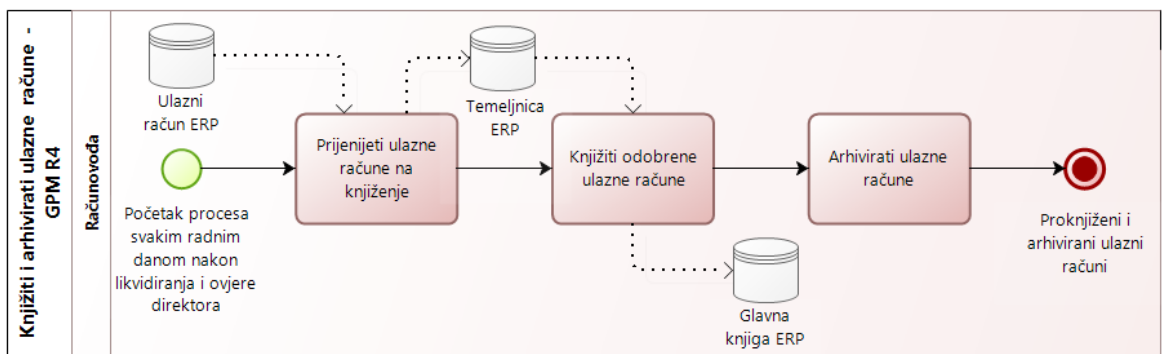 Knjižiti i arhivirati ulazne račune -
GPM R4
Računovođa
Ulazni
račun ERP
Početak procesa
svakim radnim
danom nakon
likvidiranja i ovjere
direktora
Prijenijeti ulazne
račune na
knjiženje
Temeljnica
ERP
Knjižiti odobrene
ulazne račune
Glavna
knjiga ERP
Arhivirati ulazne
račune
Proknjiženi i
arhivirani ulazni
računi